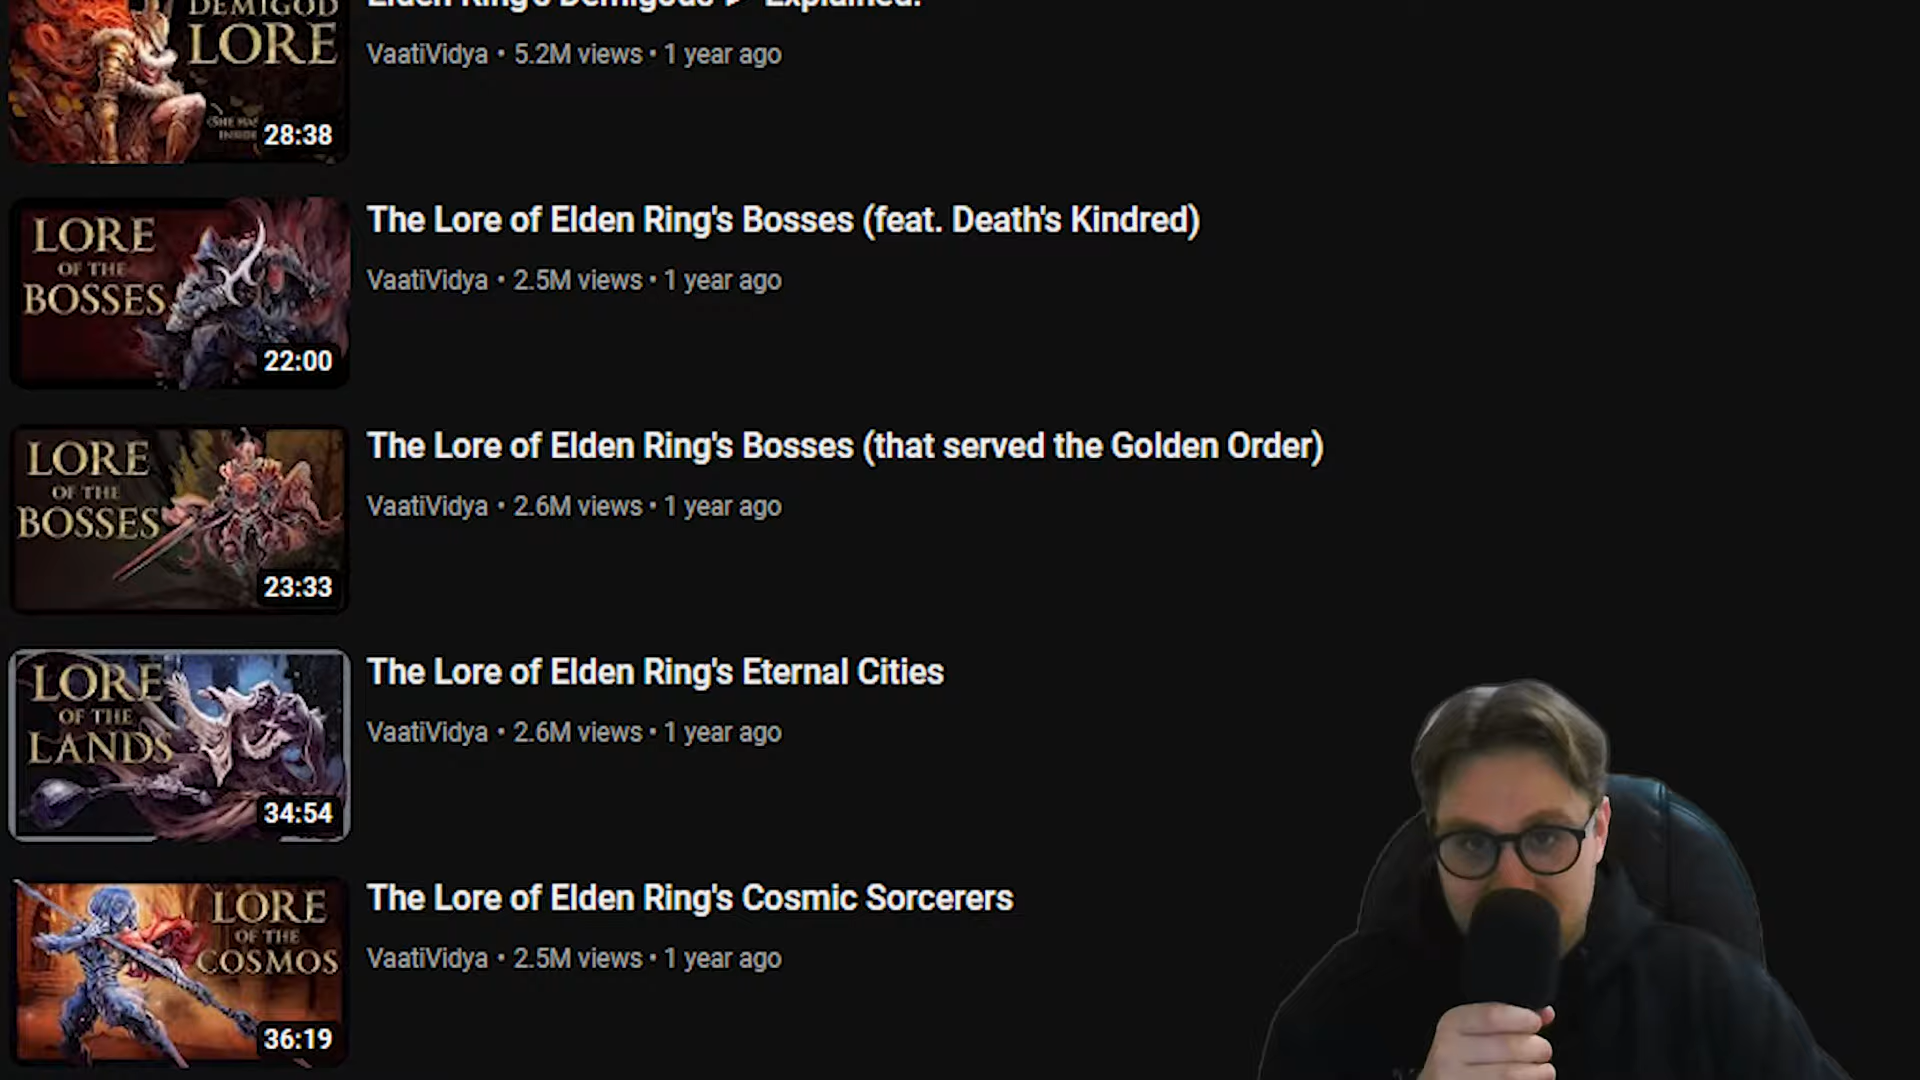 DEMIGOD
LORE
28:38
Elden Ring's Demigods ► Explained!
VaatiVidya • 5.2M views • 1 year ago
LORE
OF THE
BOSSES
22:00
The Lore of Elden Ring's Bosses (feat. Death's Kindred)
VaatiVidya • 2.5M views • 1 year ago
LORE
OF THE
BOSSES
23:33
The Lore of Elden Ring's Bosses (that served the Golden Order)
VaatiVidya • 2.6M views • 1 year ago
LORE
OF THE
LANDS
34:54
The Lore of Elden Ring's Eternal Cities
VaatiVidya • 2.6M views • 1 year ago
LORE
OF THE
COSMOS
36:19
The Lore of Elden Ring's Cosmic Sorcerers
VaatiVidya • 2.5M views • 1 year ago